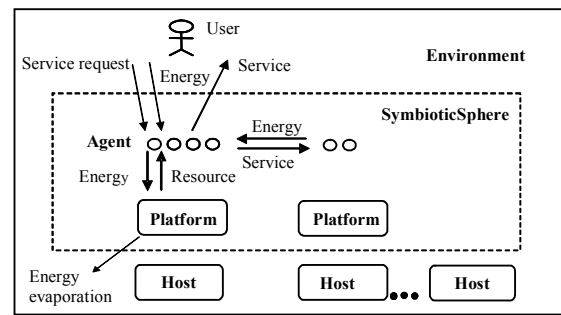 User
Environment
Service request
Energy
Service
SymbioticSphere
Agent
Energy
Service
Energy
Resource
Platform
Platform
Energy
evaporation
Host
Host
Host